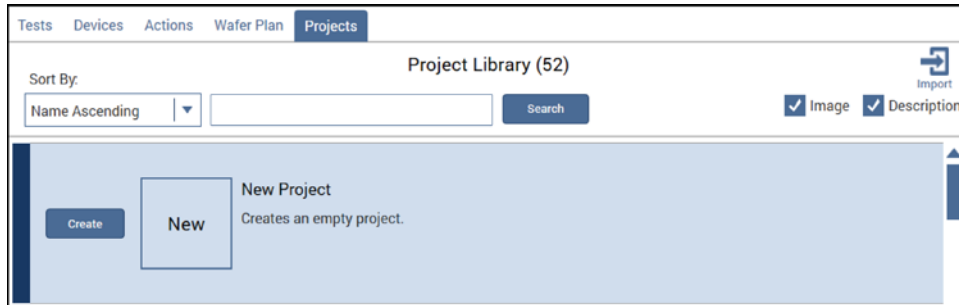 Tests Devices Actions Wafer Plan Projects
Project Library (52)
Import
Sort By:
Name Ascending Search Image Description
New Project
Creates an empty project.
Create New